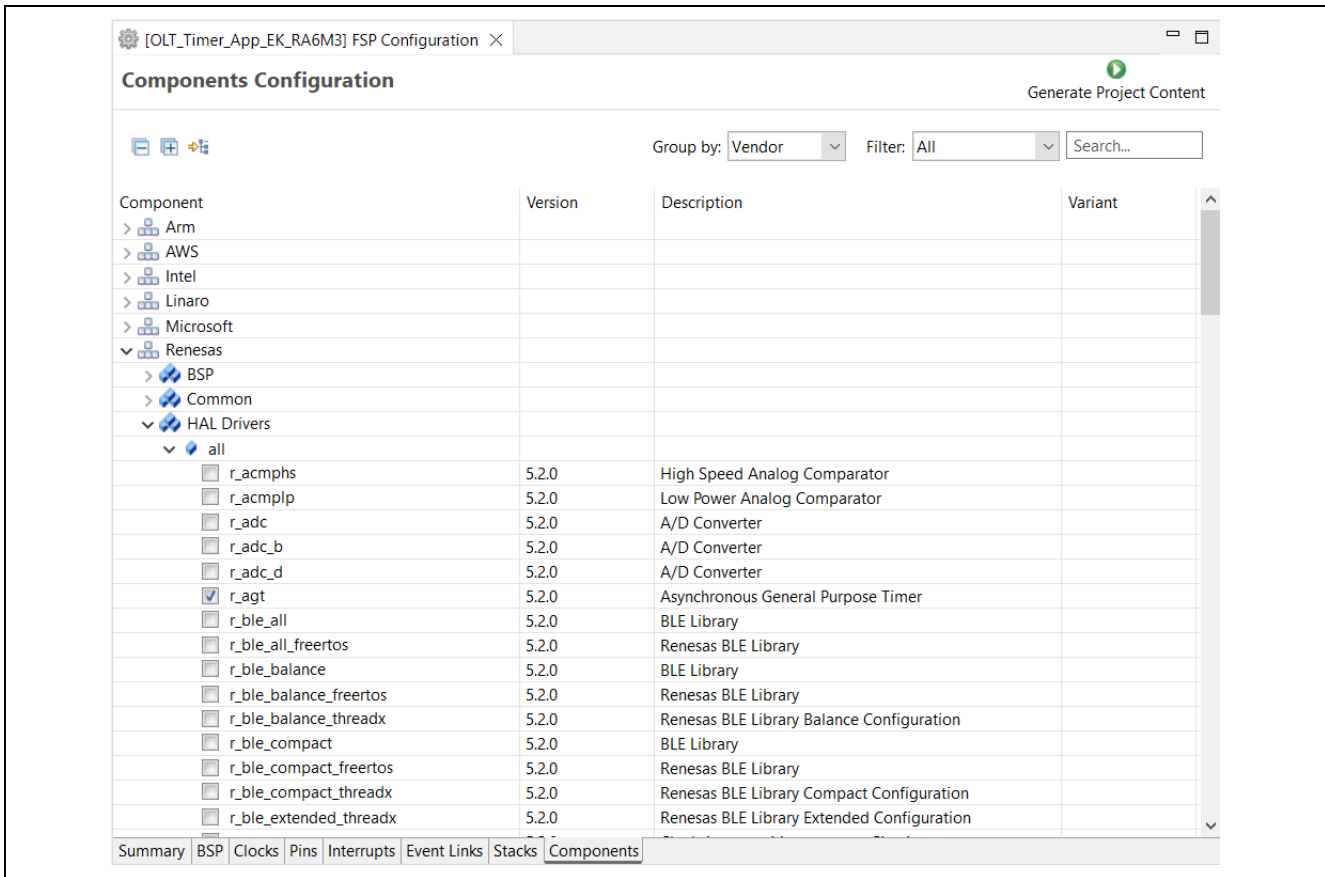 [OLT_Timer_App_EK_RA6M3] FSP Configuration
Components Configuration
Generate Project Content
Group by: Vendor Filter: All Search...
Component Version Description Variant
Arm
AWS
Intel
Linaro
Microsoft
Renesas
BSP
Common
HAL Drivers
all
r_acmphs 5.2.0 High Speed Analog Comparator
r_acmplp 5.2.0 Low Power Analog Comparator
r_adc 5.2.0 A/D Converter
r_adc_b 5.2.0 A/D Converter
r_adc_d 5.2.0 A/D Converter
r_agt 5.2.0 Asynchronous General Purpose Timer
r_ble_all 5.2.0 BLE Library
r_ble_all_freertos 5.2.0 Renesas BLE Library
r_ble_balance 5.2.0 BLE Library
r_ble_balance_freertos 5.2.0 Renesas BLE Library
r_ble_balance_threadx 5.2.0 Renesas BLE Library Balance Configuration
r_ble_compact 5.2.0 BLE Library
r_ble_compact_freertos 5.2.0 Renesas BLE Library
r_ble_compact_threadx 5.2.0 Renesas BLE Library Compact Configuration
r_ble_extended_threadx 5.2.0 Renesas BLE Library Extended Configuration
Summary BSP Clocks Pins Interrupts Event Links Stacks Components